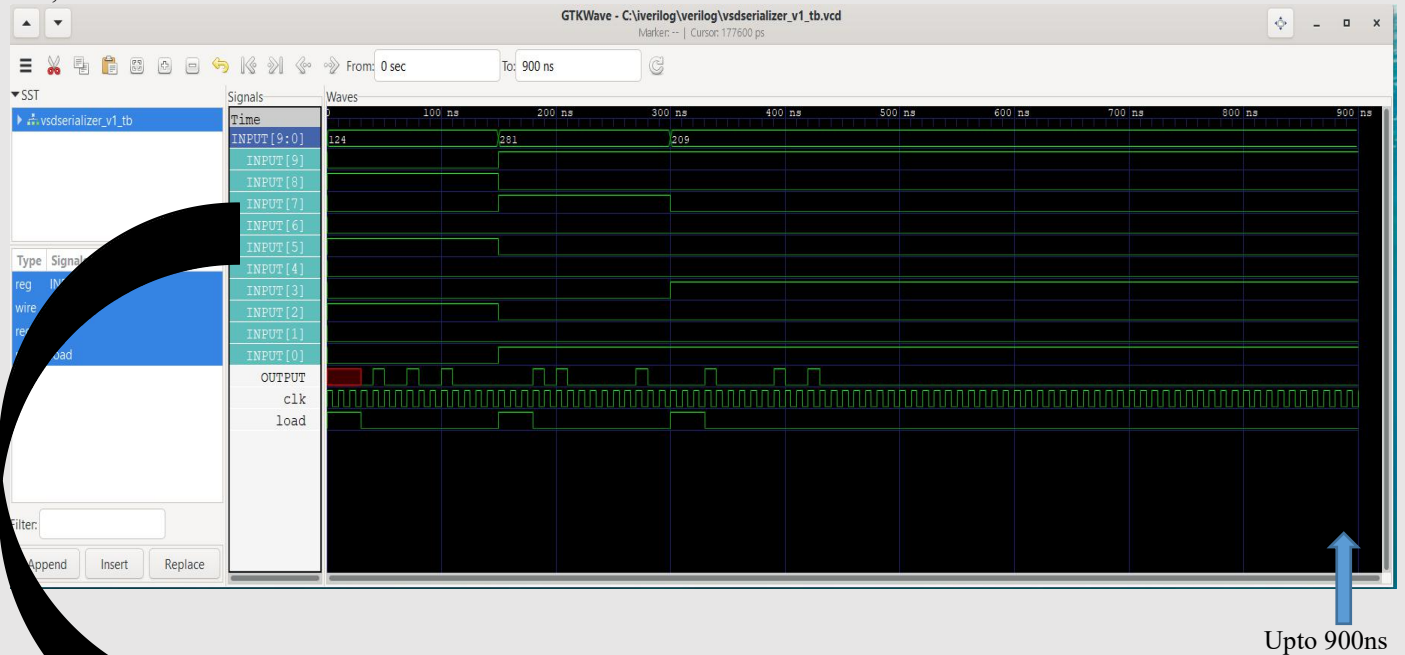 GTKWave - C:\iverilog\verilog\vsdserializer_v1_tb.vcd
Marker: -- | Cursor: 177600 ps
From: 0 sec To: 900 ns
SST
vsdserializer_v1_tb
Type Signals
reg
wire
Filter:
Append Insert Replace
Signals
Time
INPUT[9:0]
INPUT[9]
INPUT[8]
INPUT[7]
INPUT[6]
INPUT[5]
INPUT[4]
INPUT[3]
INPUT[2]
INPUT[1]
INPUT[0]
OUTPUT
clk
load
Waves
100 ns 200 ns 300 ns 400 ns 500 ns 600 ns 700 ns 800 ns 900 ns
124 281 209
Upto 900ns